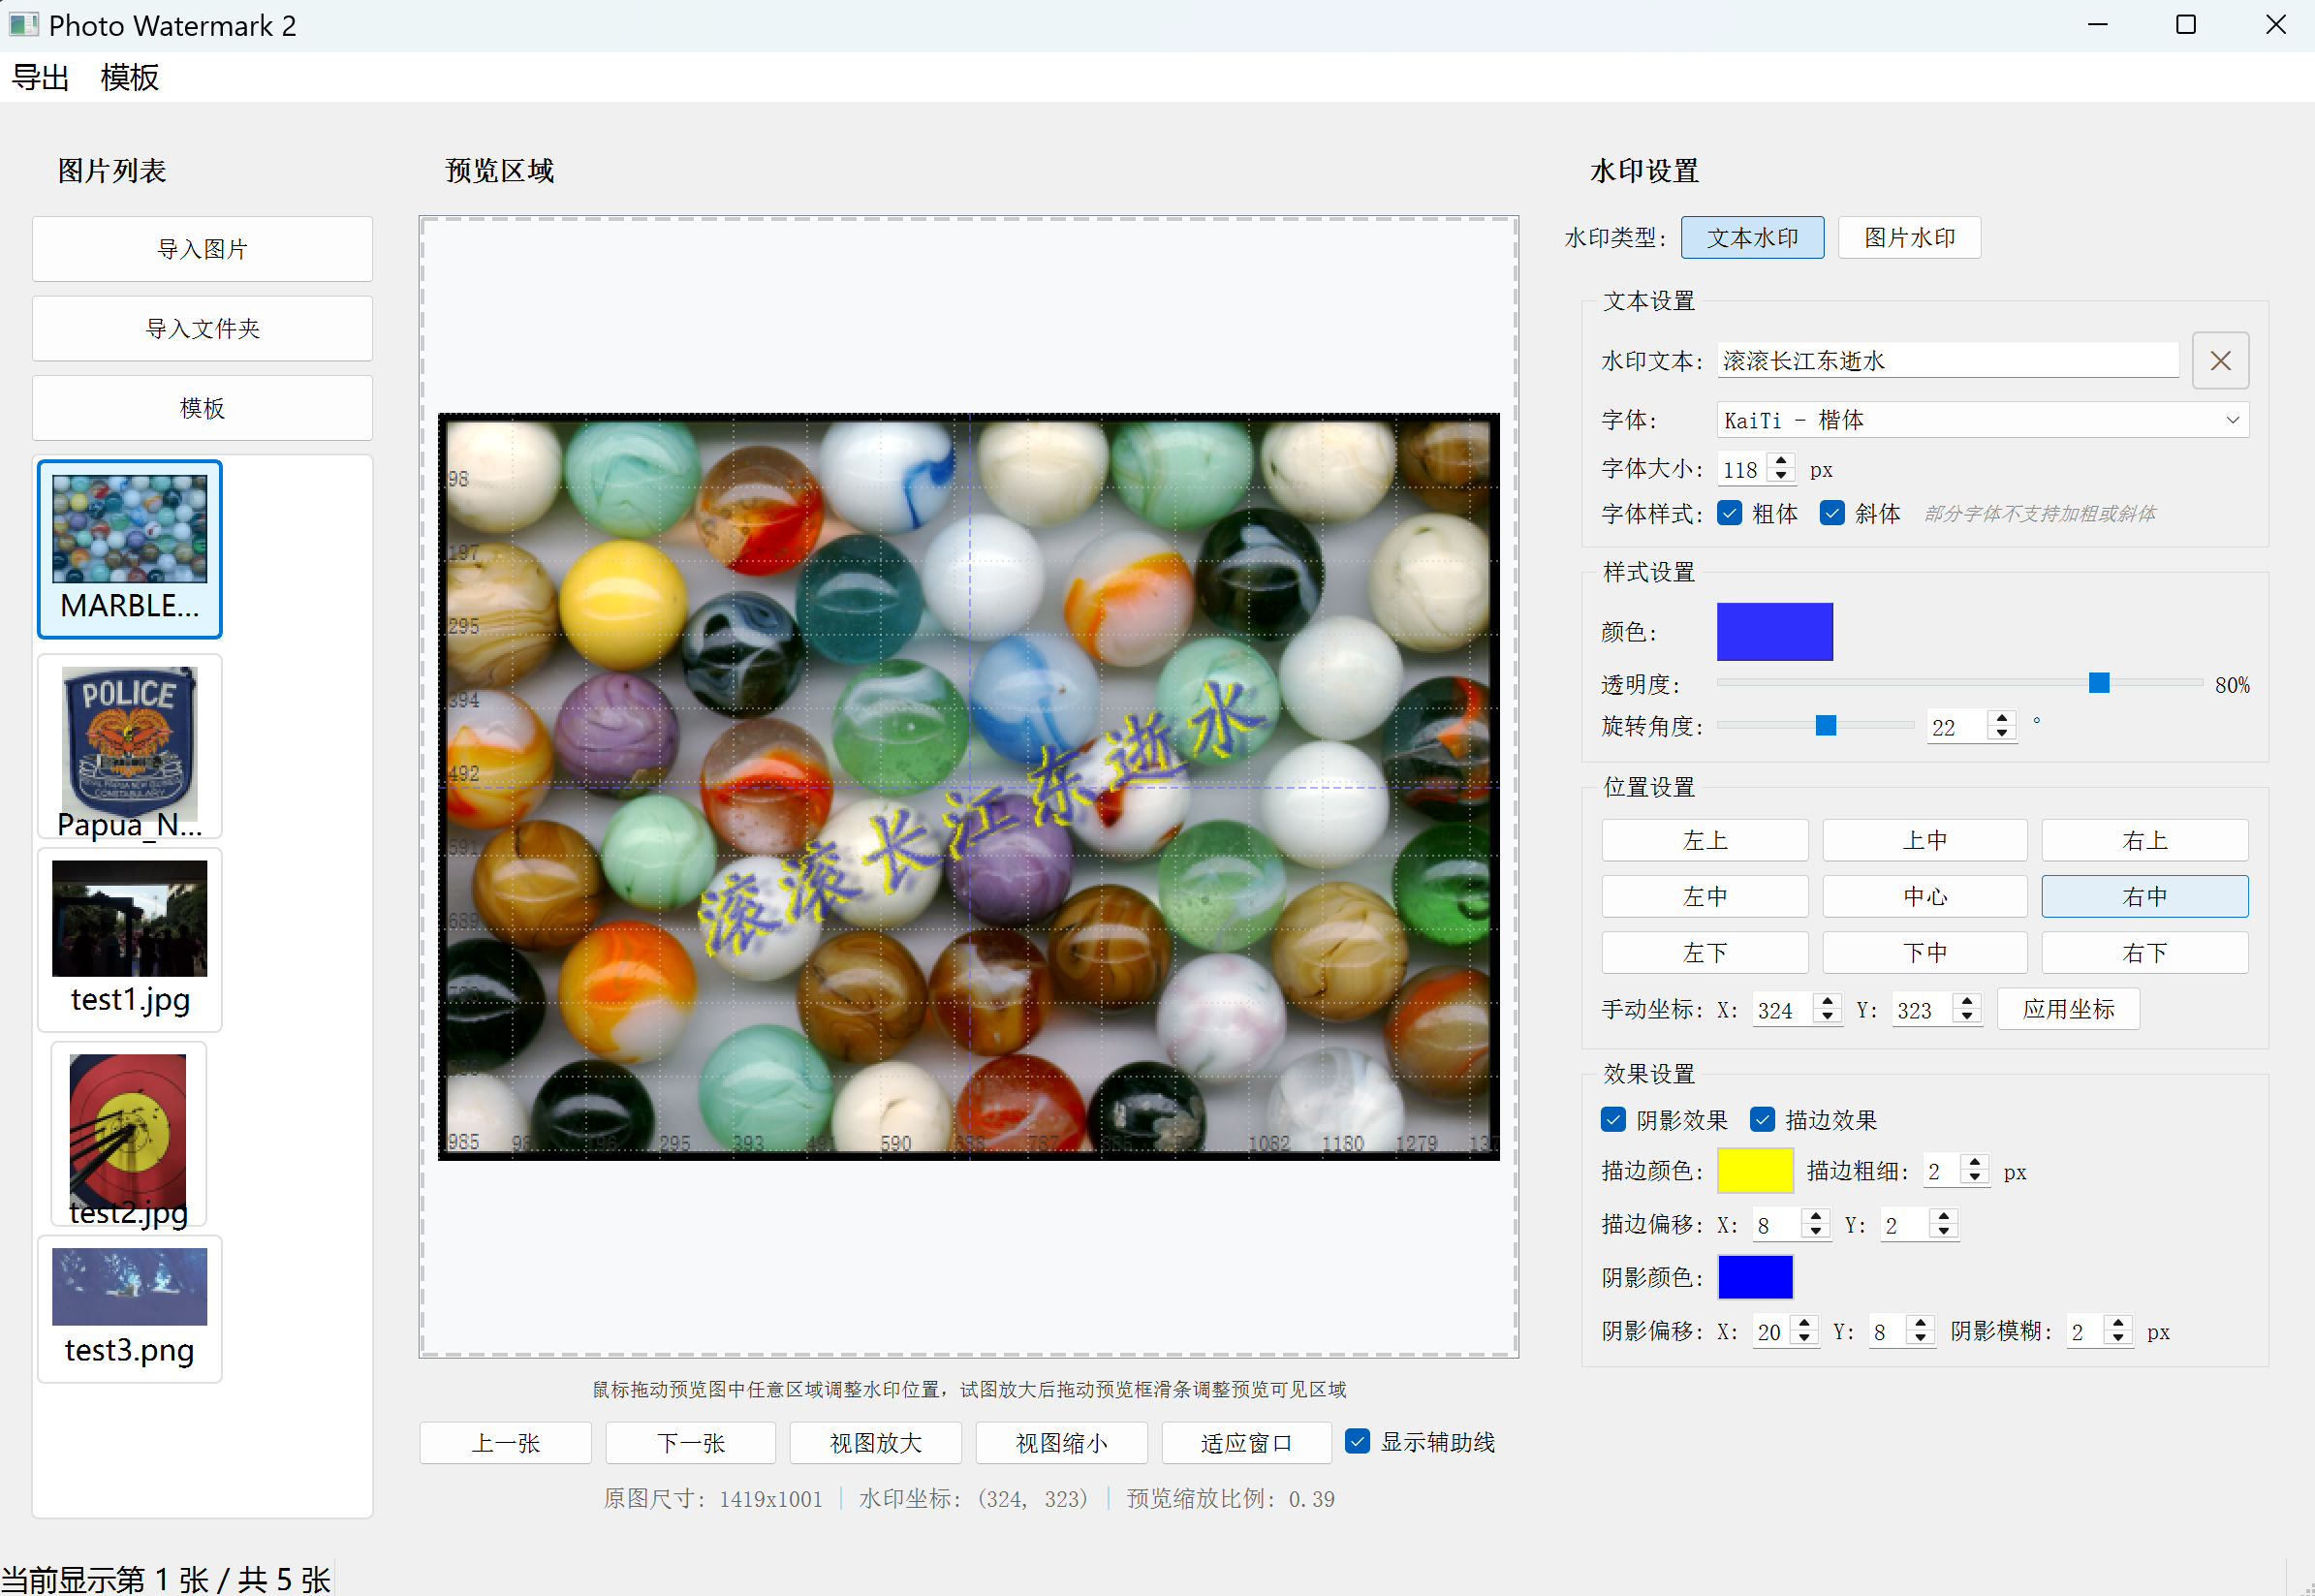 Photo Watermark 2
导出 模板
图片列表
导入图片
导入文件夹
模板
MARBLE...
POLICE
CONSTABULARY
Papua_N...
test1.jpg
test2.jpg
test3.png
预览区域
98
197
295
394
492
591
689
985 295 393 491 590 688 787 885 1082 1180 1279
滚滚长江东逝水
鼠标拖动预览图中任意区域调整水印位置，试图放大后拖动预览框滑条调整预览可见区域
上一张 下一张 视图放大 视图缩小 适应窗口 显示辅助线
原图尺寸: 1419x1001 | 水印坐标: (324, 323) | 预览缩放比例: 0.39
水印设置
水印类型: 文本水印 图片水印
文本设置
水印文本: 滚滚长江东逝水
字体: KaiTi - 楷体
字体大小: 118 px
字体样式: 粗体 斜体 部分字体不支持加粗或斜体
样式设置
颜色:
透明度: 80%
旋转角度: 22 °
位置设置
左上 上中 右上
左中 中心 右中
左下 下中 右下
手动坐标: X: 324 Y: 323 应用坐标
效果设置
阴影效果 描边效果
描边颜色: 描边粗细: 2 px
描边偏移: X: 8 Y: 2
阴影颜色:
阴影偏移: X: 20 Y: 8 阴影模糊: 2 px
当前显示第 1 张 / 共 5 张